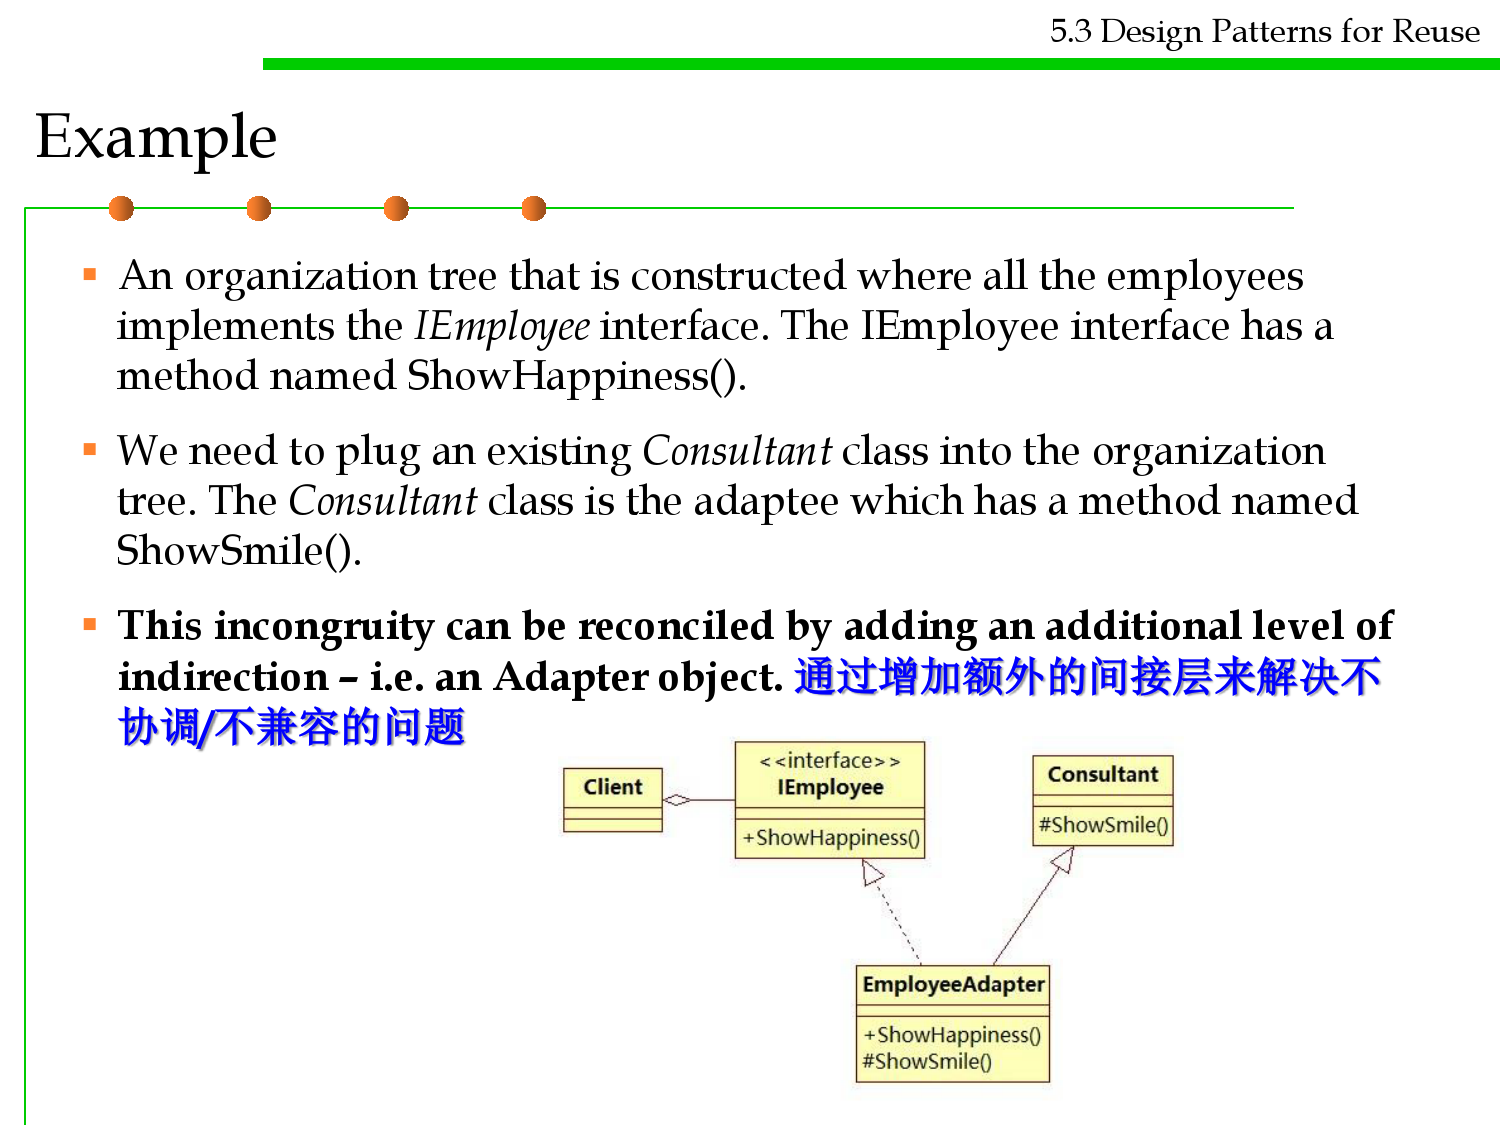 5.3 Design Patterns for Reuse
Example
An organization tree that is constructed where all the employees
implements the IEmployee interface. The IEmployee interface has a
method named ShowHappiness().
We need to plug an existing Consultant class into the organization
tree. The Consultant class is the adaptee which has a method named
ShowSmile().
This incongruity can be reconciled by adding an additional level of
indirection – i.e. an Adapter object. 通过增加额外的间接层来解决不
协调/不兼容的问题
Client
<<interface>>
IEmployee
+ShowHappiness()
Consultant
#ShowSmile()
EmployeeAdapter
+ShowHappiness()
#ShowSmile()